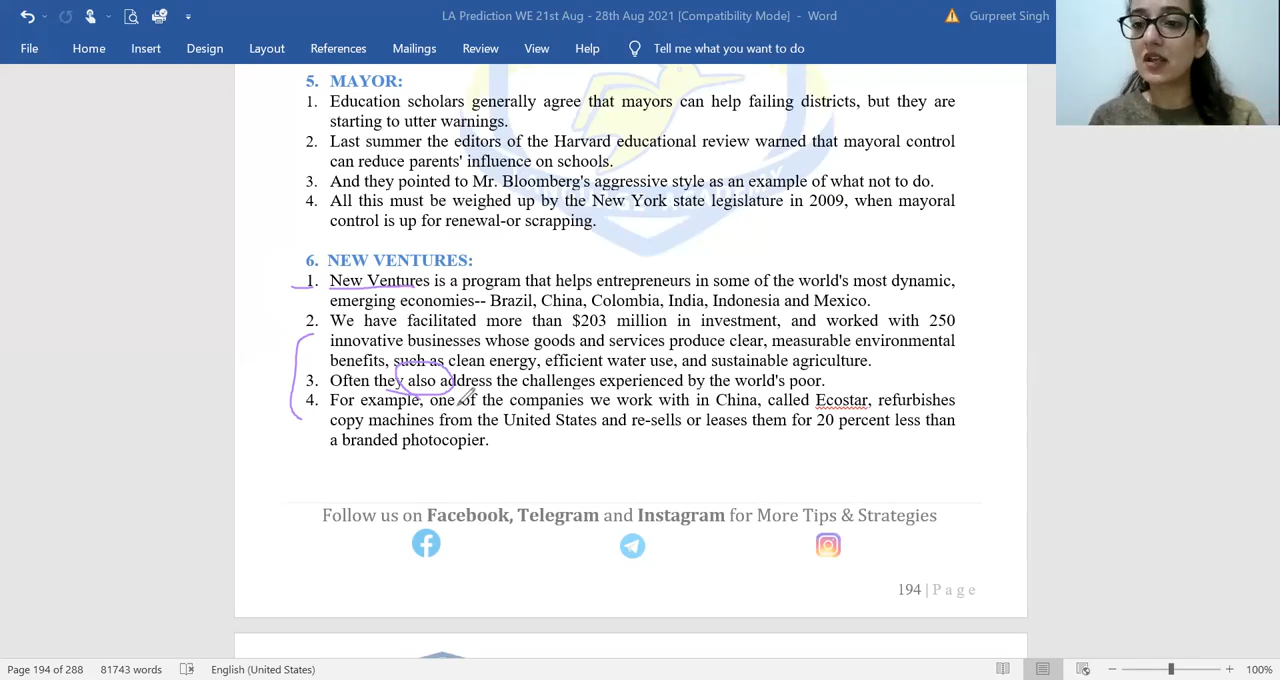 LA Prediction WE 21st Aug - 28th Aug 2021 [Compatibility Mode] - Word
Gurpreet Singh
File Home Insert Design Layout References Mailings Review View Help Tell me what you want to do
5. MAYOR:
1. Education scholars generally agree that mayors can help failing districts, but they are
starting to utter warnings.
2. Last summer the editors of the Harvard educational review warned that mayoral control
can reduce parents' influence on schools.
3. And they pointed to Mr. Bloomberg's aggressive style as an example of what not to do.
4. All this must be weighed up by the New York state legislature in 2009, when mayoral
control is up for renewal-or scrapping.
6. NEW VENTURES:
1. New Ventures is a program that helps entrepreneurs in some of the world's most dynamic,
emerging economies-- Brazil, China, Colombia, India, Indonesia and Mexico.
2. We have facilitated more than $203 million in investment, and worked with 250
innovative businesses whose goods and services produce clear, measurable environmental
benefits, such as clean energy, efficient water use, and sustainable agriculture.
3. Often they also address the challenges experienced by the world's poor.
4. For example, one of the companies we work with in China, called Ecostar, refurbishes
copy machines from the United States and re-sells or leases them for 20 percent less than
a branded photocopier.
Follow us on Facebook, Telegram and Instagram for More Tips & Strategies
194 | P a g e
Page 194 of 288 81743 words English (United States) 100%